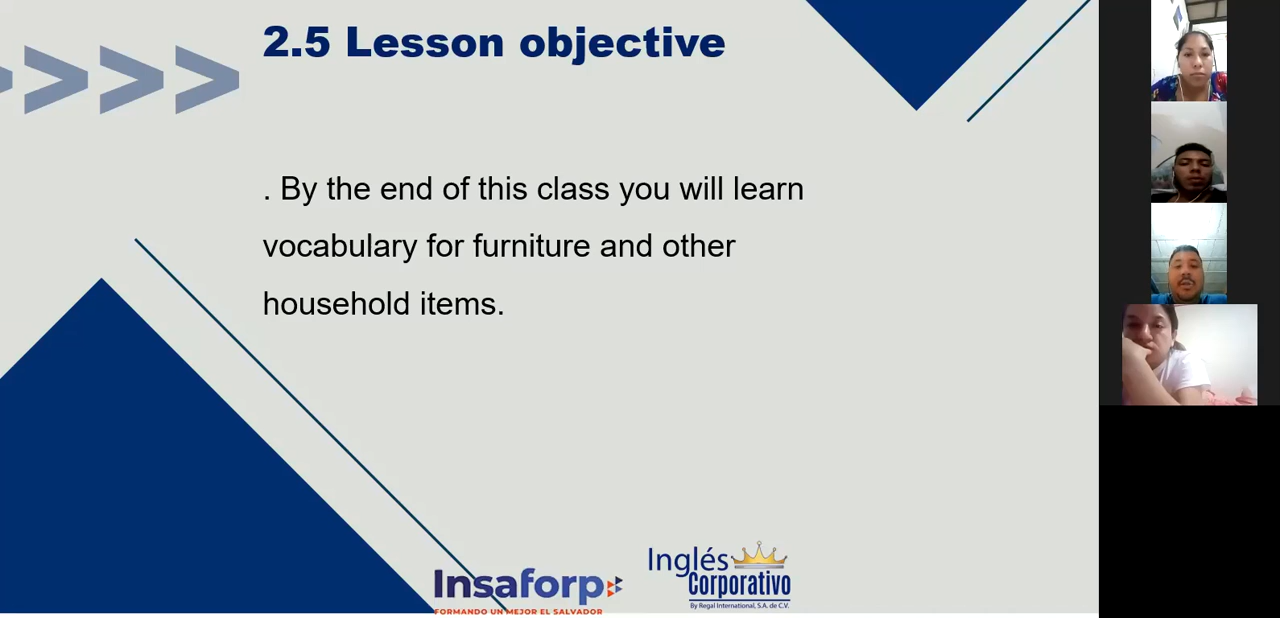 2.5 Lesson objective
. By the end of this class you will learn
vocabulary for furniture and other
household items.
Insaforp
FORMANDO UN MEJOR EL SALVADOR
Inglés
Corporativo
By Regal International, S.A. de C.V.